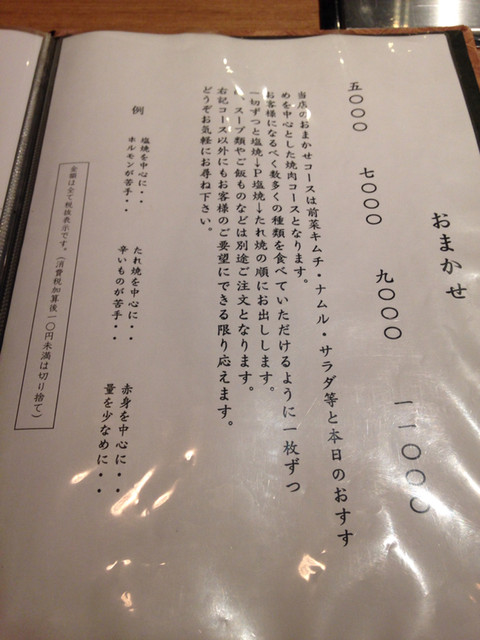 おまかせ
五〇〇〇 七〇〇〇 九〇〇〇 一一〇〇〇
当店のおまかせコースは前菜キムチ・ナムル・サラダ等と本日のおすす
めを中心とした焼肉コースとなります。
お客様になるべく数多くの種類を食べていただけるように一枚ずつ
一切ずつと塩焼→P塩焼→たれ焼の順にお出しします。
スープ類やご飯ものなどは別途ご注文となります。
右記コース以外にもお客様のご要望にできる限り応えます。
どうぞお気軽にお尋ね下さい。
例
塩焼を中心に・・
ホルモンが苦手・・
たれ焼を中心に・・
辛いものが苦手・・
赤身を中心に・・
量を少なめに・・
金額は全て税抜表示です。(消費税加算後一〇円未満は切り捨て)